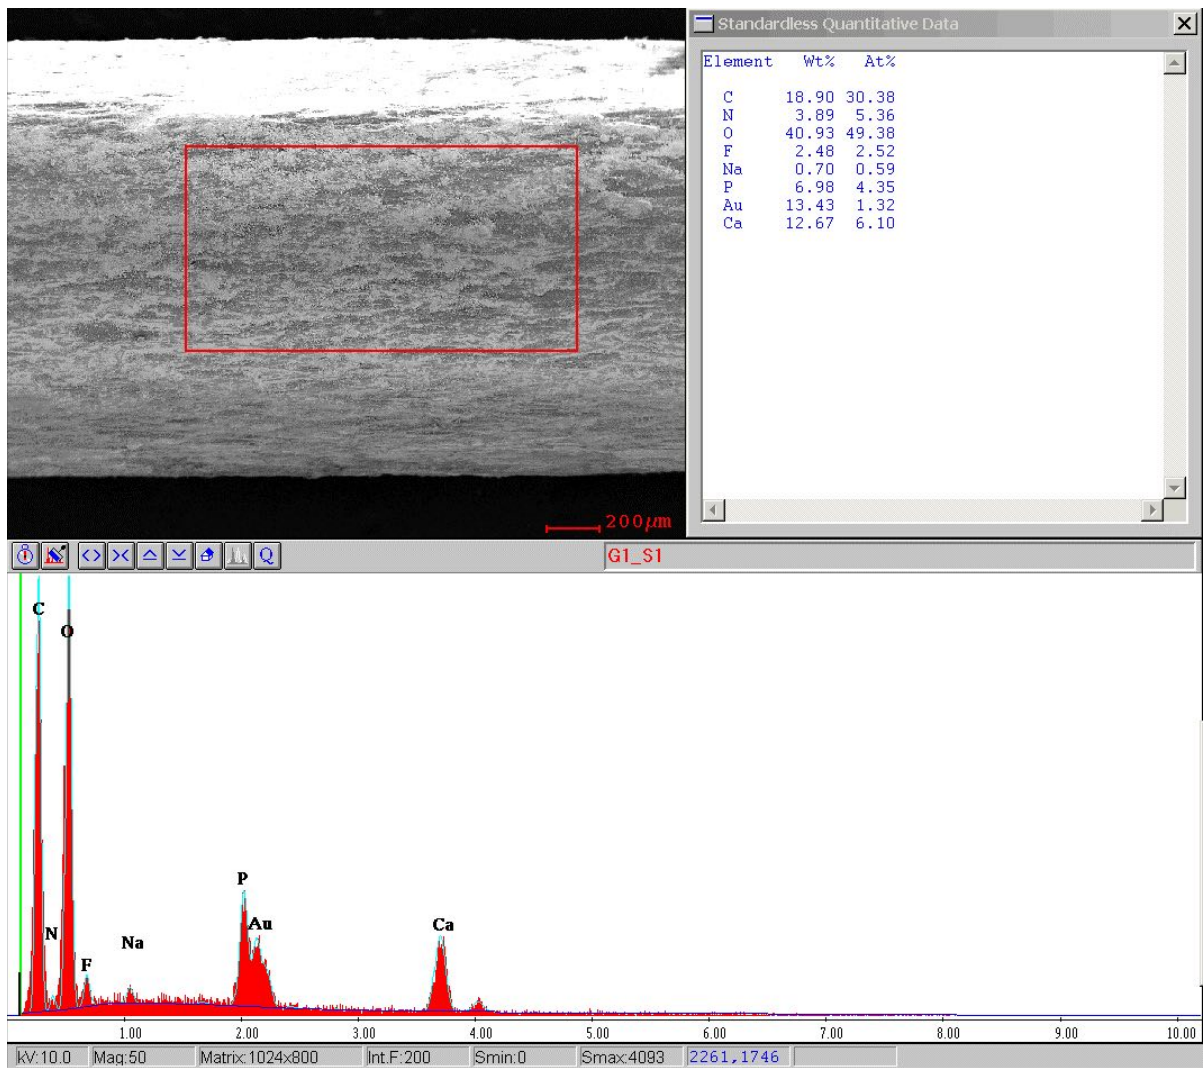 Standardless Quantitative Data
Element Wt% At%
C 18.90 30.38
N 3.89 5.36
O 40.93 49.38
F 2.48 2.52
Na 0.70 0.59
P 6.98 4.35
Au 13.43 1.32
Ca 12.67 6.10
200µm
Q
G1_S1
C
O
N
F
Na
P
Au
Ca
1.00 2.00 3.00 4.00 5.00 6.00 7.00 8.00 9.00 10.00
kV:10.0 Mag:50 Matrix:1024x800 Int.F:200 Smin:0 Smax:4093 2261,1746